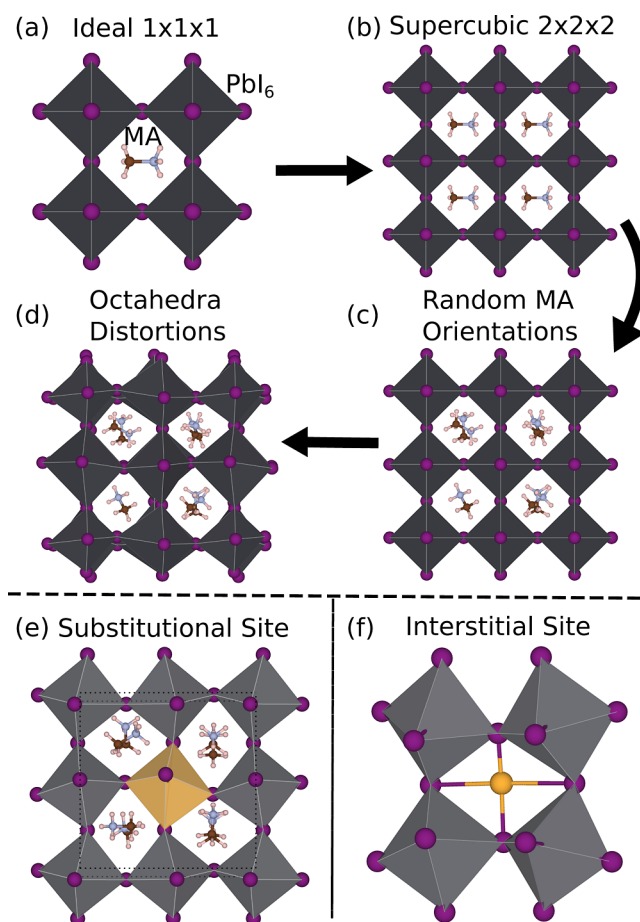 (a) Ideal 1x1x1
PbI₆
MA
(b) Supercubic 2x2x2
(d) Octahedra
Distortions
(c) Random MA
Orientations
(e) Substitutional Site
(f) Interstitial Site